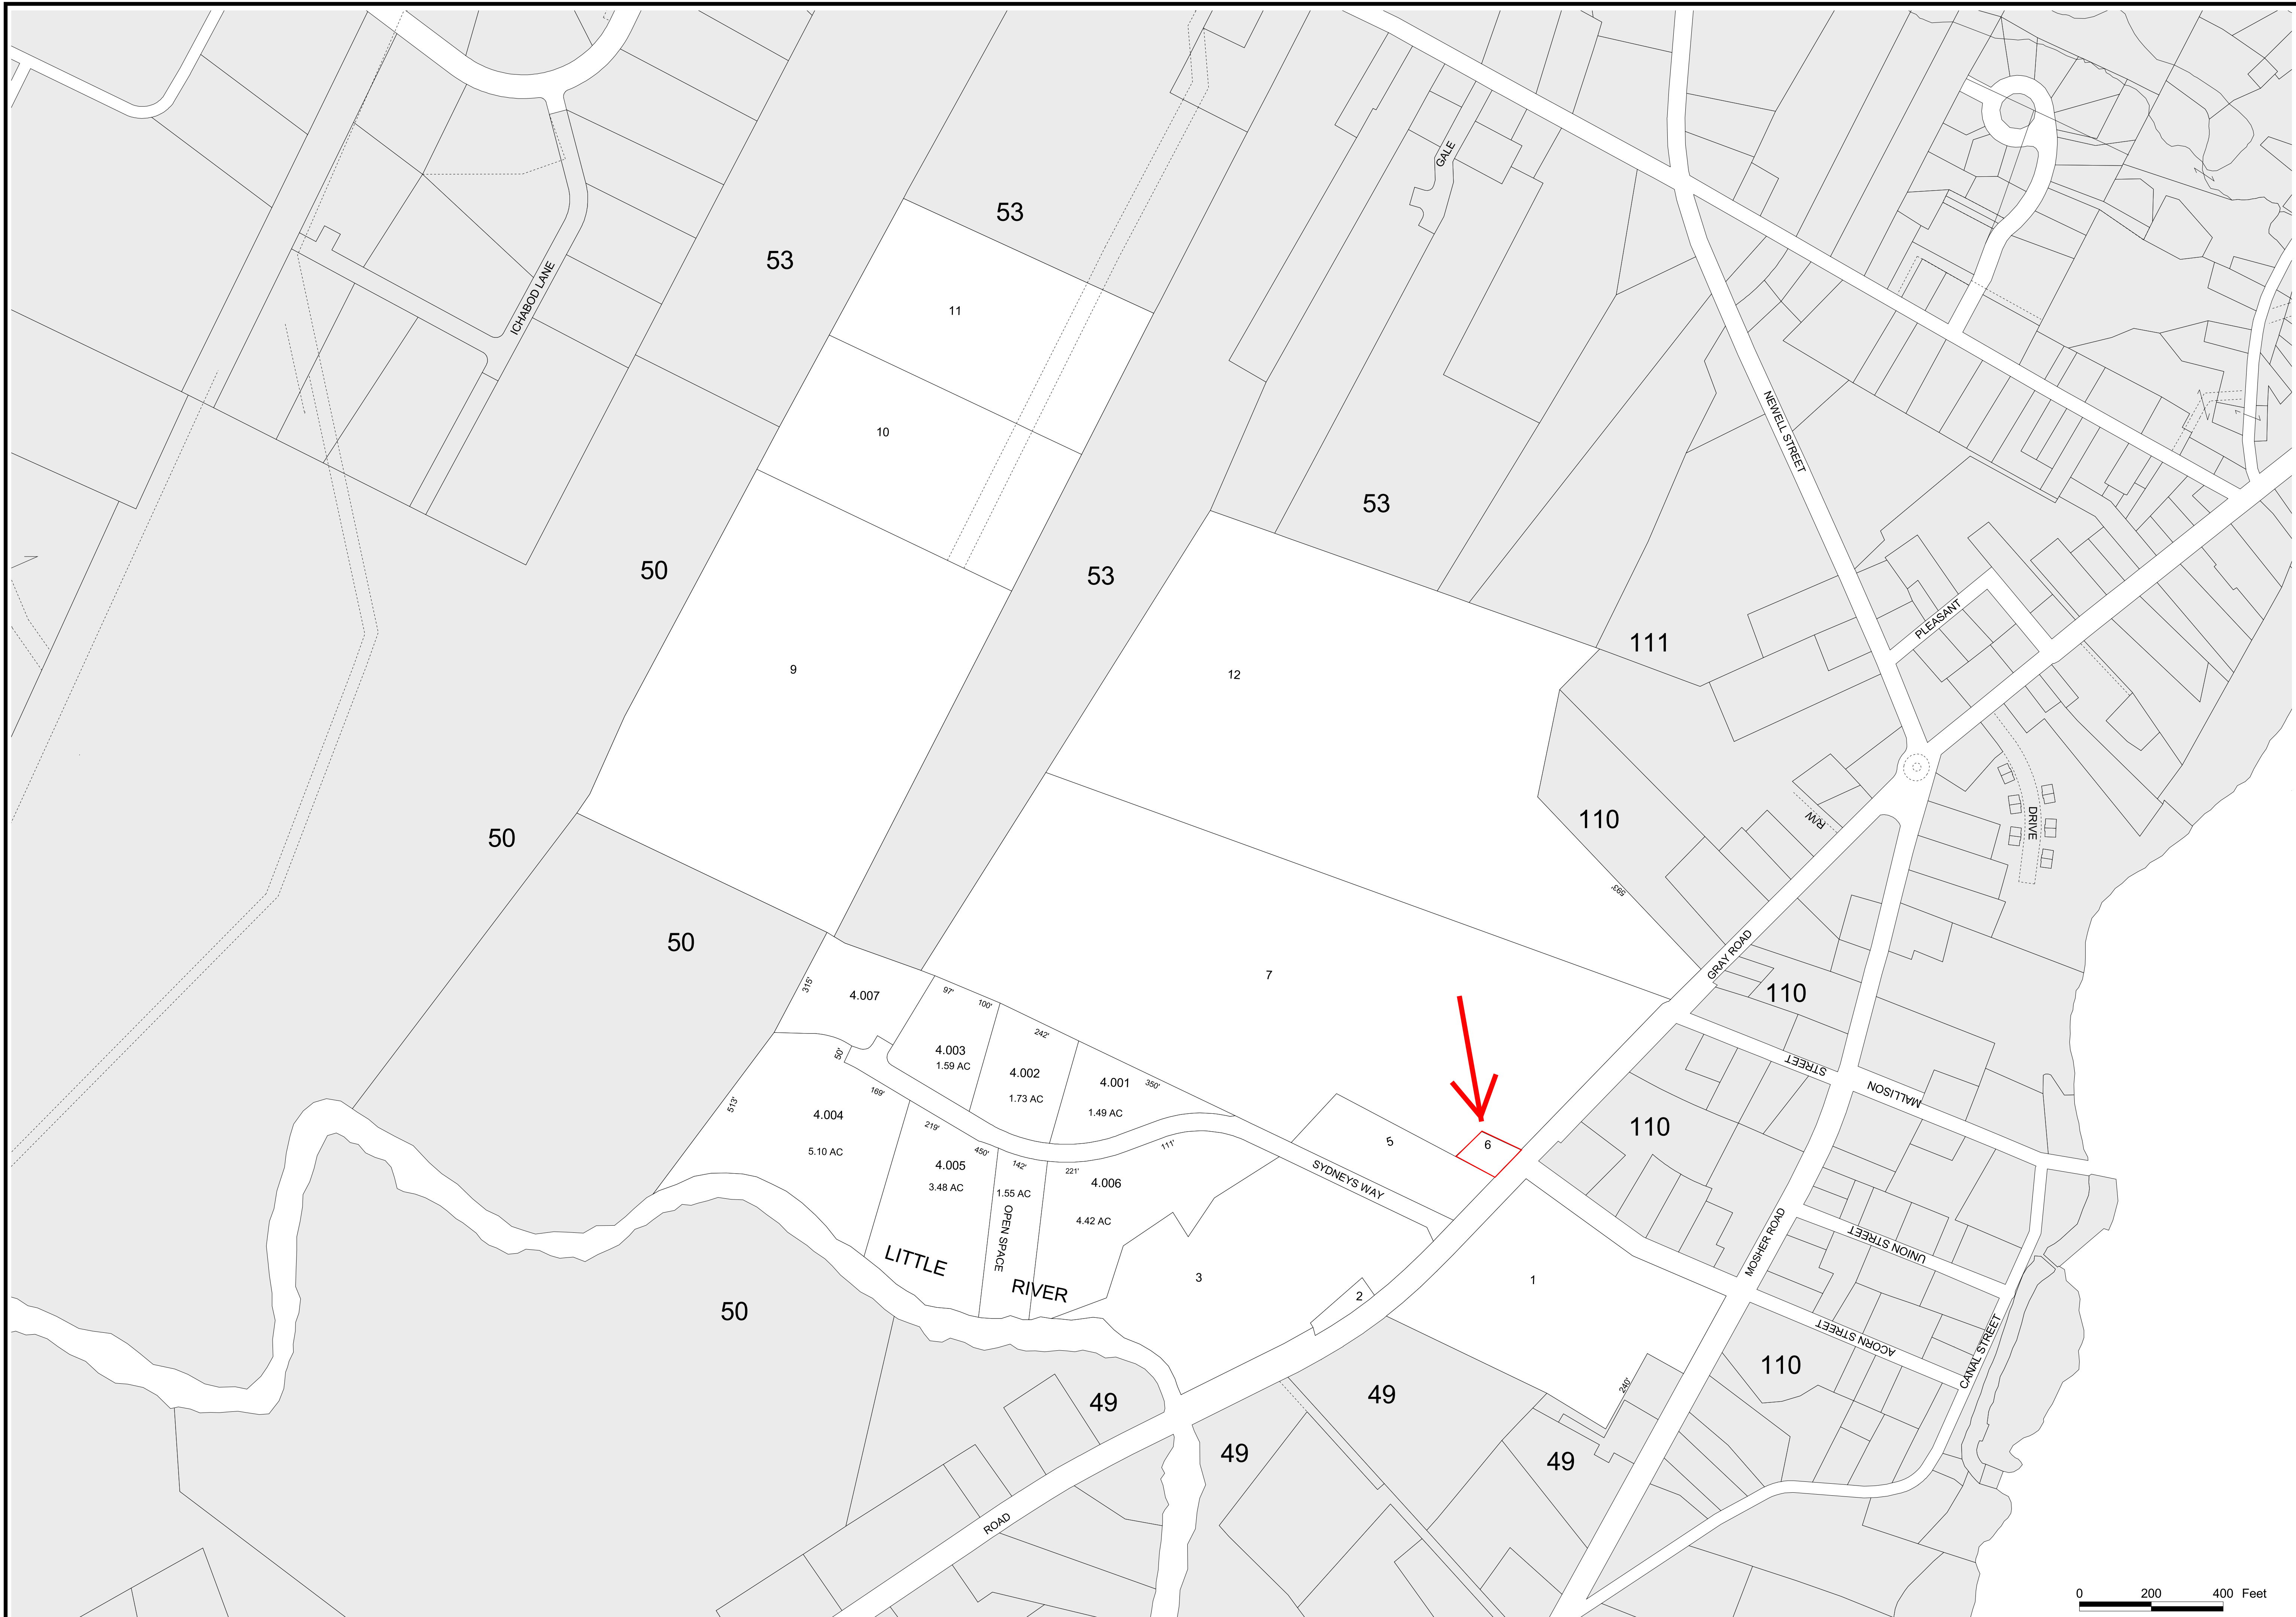 GALE
53
53
ICHABOD LANE
11
NEWELL STREET
10
53
50
53
PLEASANT
111
9
12
110
R/W
DRIVE
50
593'
50
GRAY ROAD
7
110
315'
4.007
97'
100'
242'
50'
4.003
1.59 AC
4.002
1.73 AC
4.001
350'
1.49 AC
STREET
MALLISON
169'
513'
4.004
5.10 AC
219'
450'
142'
221'
111'
4.005
3.48 AC
1.55 AC
OPEN SPACE
4.006
4.42 AC
5
6
110
SYDNEYS WAY
MOSHER ROAD
UNION STREET
LITTLE
RIVER
3
2
1
50
ACORN STREET
CANAL STREET
110
240'
49
49
49
49
ROAD
0 200 400 Feet